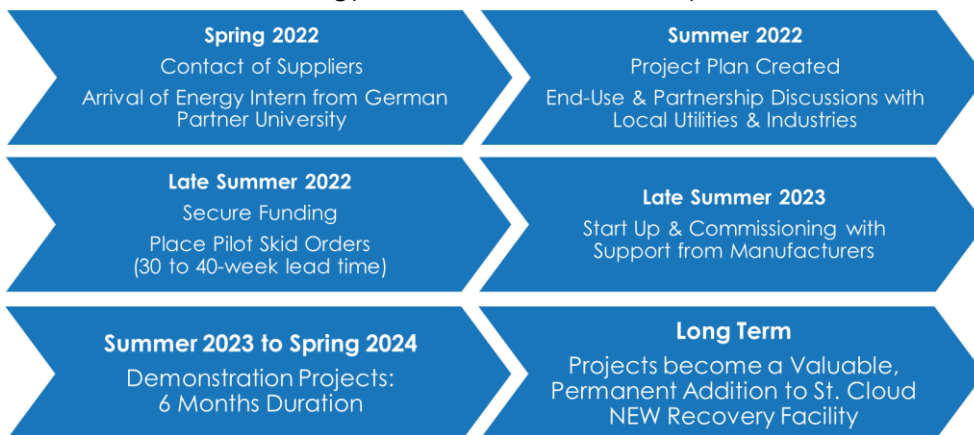 Spring 2022
Contact of Suppliers
Arrival of Energy Intern from German
Partner University
Summer 2022
Project Plan Created
End-Use & Partnership Discussions with
Local Utilities & Industries
Late Summer 2022
Secure Funding
Place Pilot Skid Orders
(30 to 40-week lead time)
Late Summer 2023
Start Up & Commissioning with
Support from Manufacturers
Summer 2023 to Spring 2024
Demonstration Projects:
6 Months Duration
Long Term
Projects become a Valuable,
Permanent Addition to St. Cloud
NEW Recovery Facility